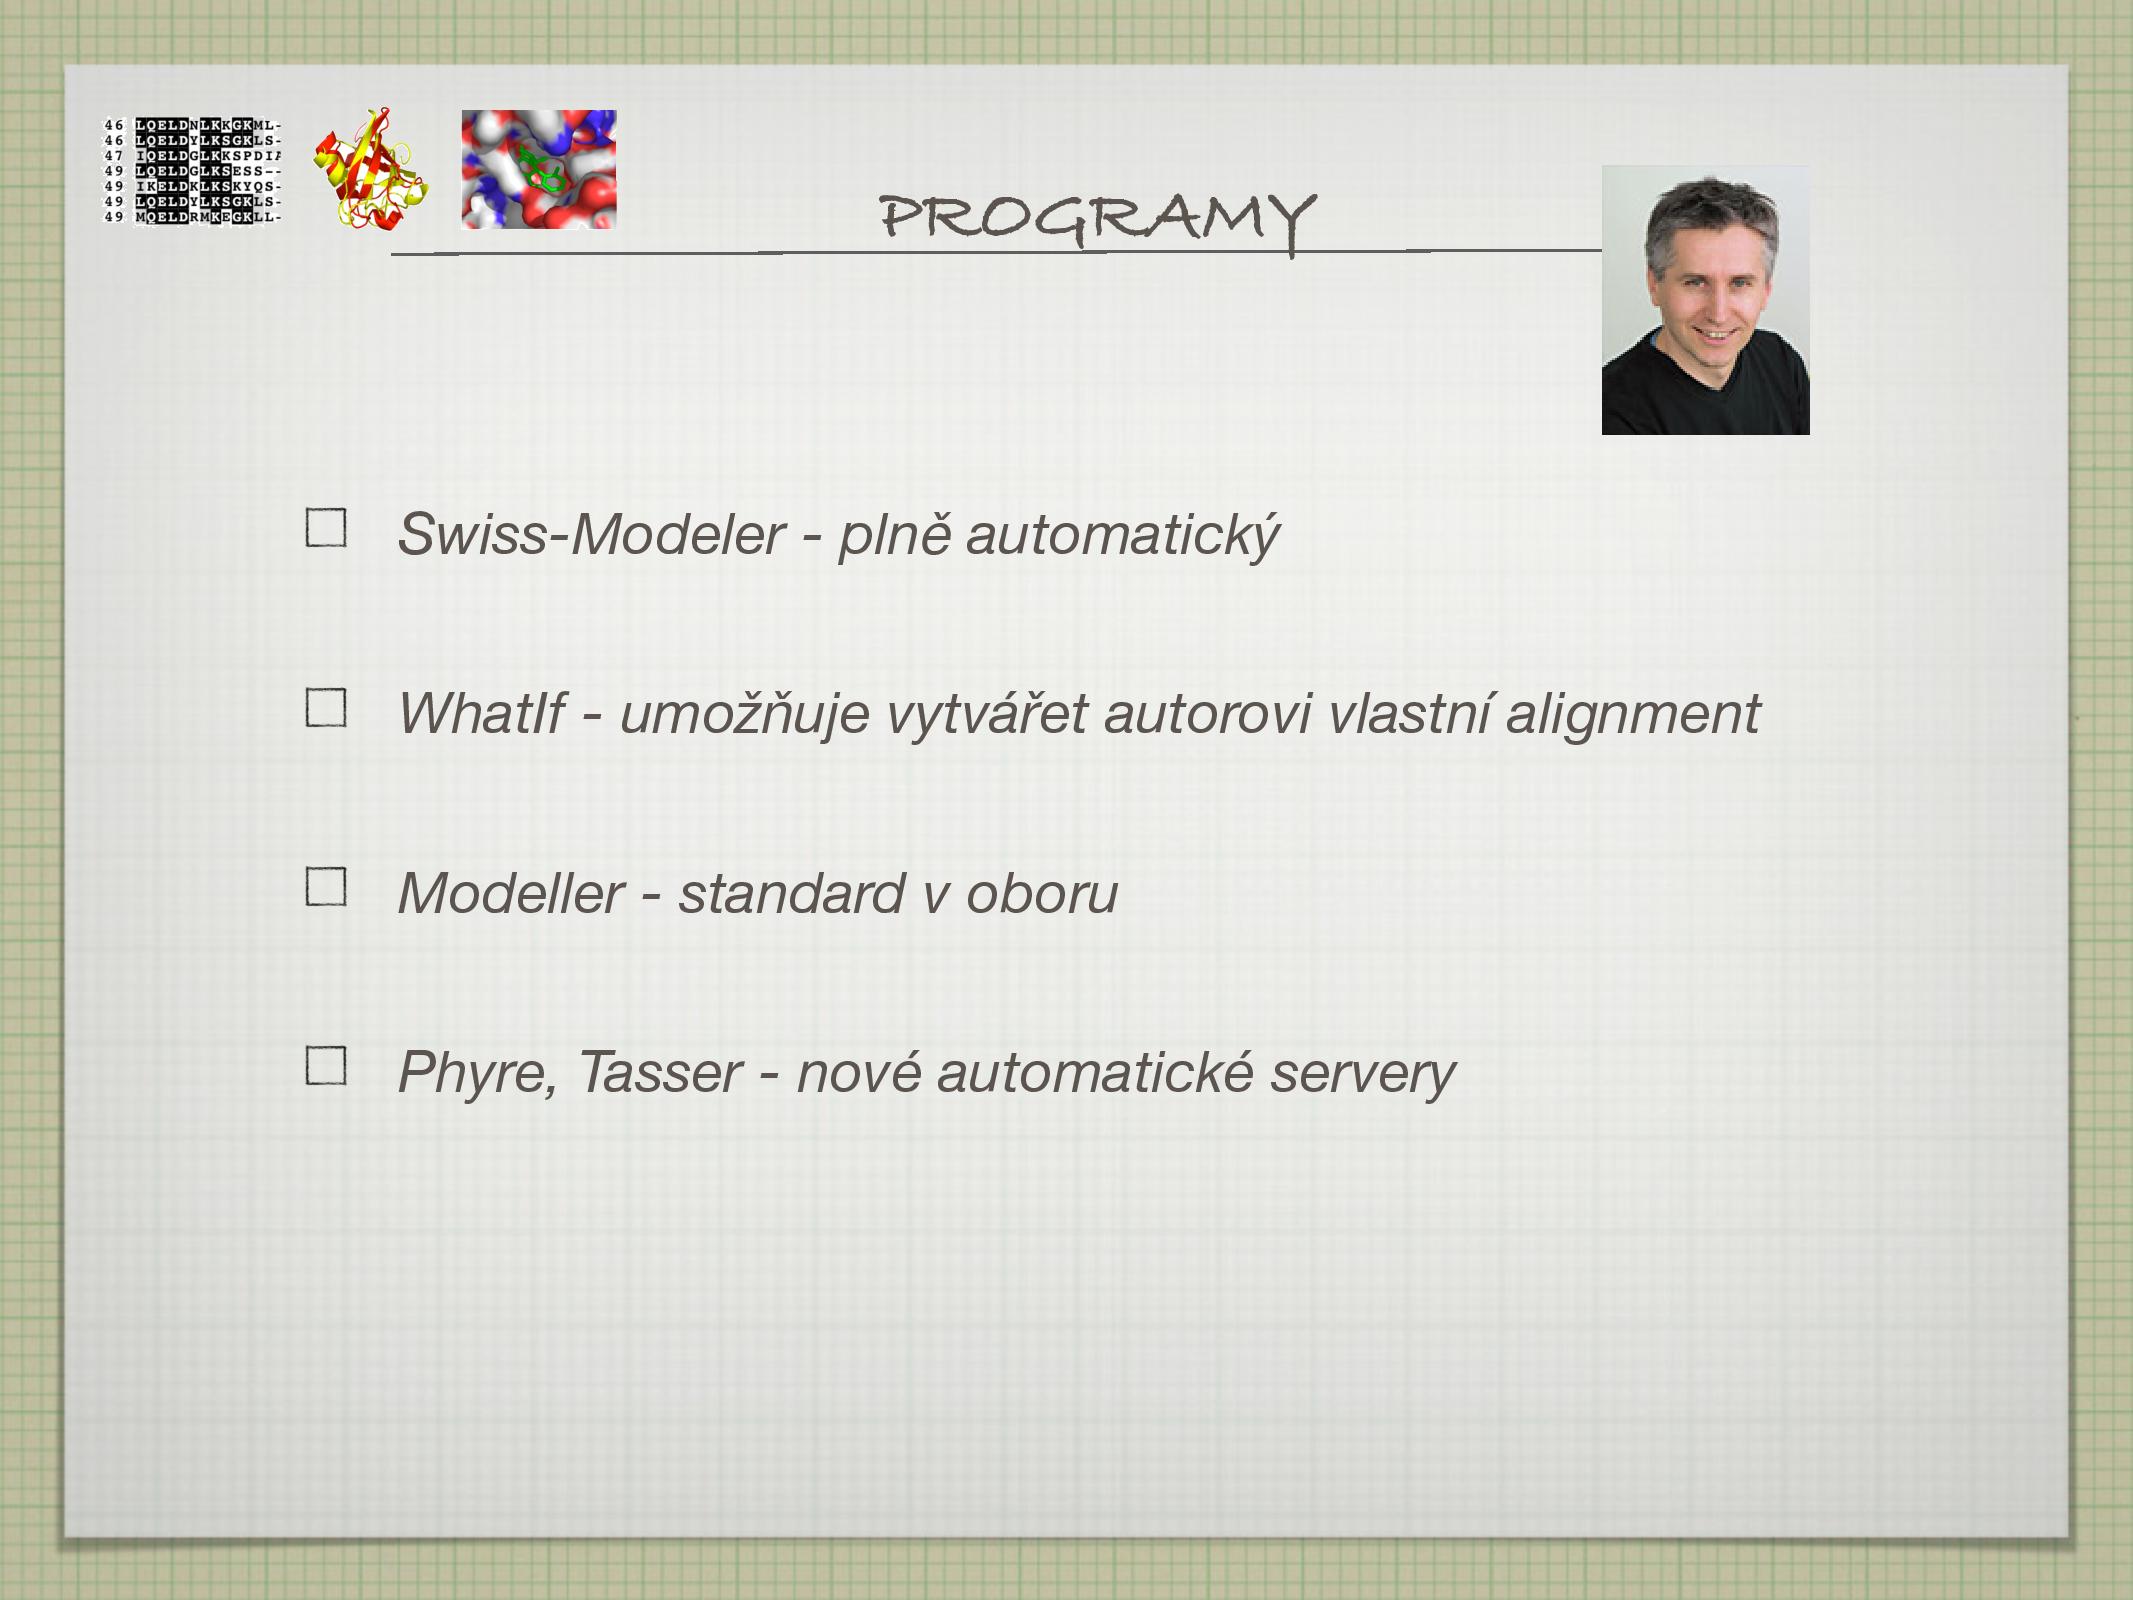 46 LQELDNLKKGKML-
46 LQELDYLKSGKLS-
47 IQELDGLKKSPDIA
49 LQELDGLKSESS--
49 IKELDKLKSKYQS-
49 LQELDYLKSGKLS-
49 MQELDRMKEGKLL-
PROGRAMY
Swiss-Modeler - plně automatický
WhatIf - umožňuje vytvářet autorovi vlastní alignment
Modeller - standard v oboru
Phyre, Tasser - nové automatické servery